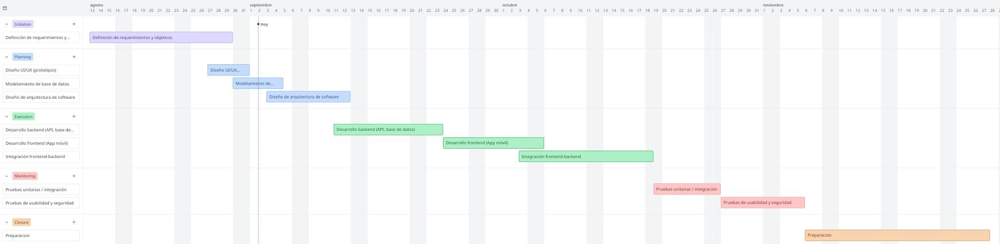 agosto septiembre octubre noviembre
13 14 15 16 17 18 19 20 21 22 23 24 25 26 27 28 29 30 31 1 2 3 4 5 6 7 8 9 10 11 12 13 14 15 16 17 18 19 20 21 22 23 24 25 26 27 28 29 30 1 2 3 4 5 6 7 8 9 10 11 12 13 14 15 16 17 18 19 20 21 22 23 24 25 26 27 28 29 30 31 1 2 3 4 5 6 7 8 9 10 11 12 13 14 15 16 17 18 19 20 21 22 23 24 25 26 27 28
Initiation + Hoy
Definición de requerimientos y... Definición de requerimientos y objetivos
Planning +
Diseño UI/UX (prototipos) Diseño UI/UX...
Modelamiento de base de datos Modelamiento de...
Diseño de arquitectura de software Diseño de arquitectura de software
Execution +
Desarrollo backend (API, base de... Desarrollo backend (API, base de datos)
Desarrollo frontend (App móvil) Desarrollo frontend (App móvil)
Integración frontend-backend Integración frontend-backend
Monitoring +
Pruebas unitarias / integración Pruebas unitarias / integración
Pruebas de usabilidad y seguridad Pruebas de usabilidad y seguridad
Closure +
Preparacion Preparacion